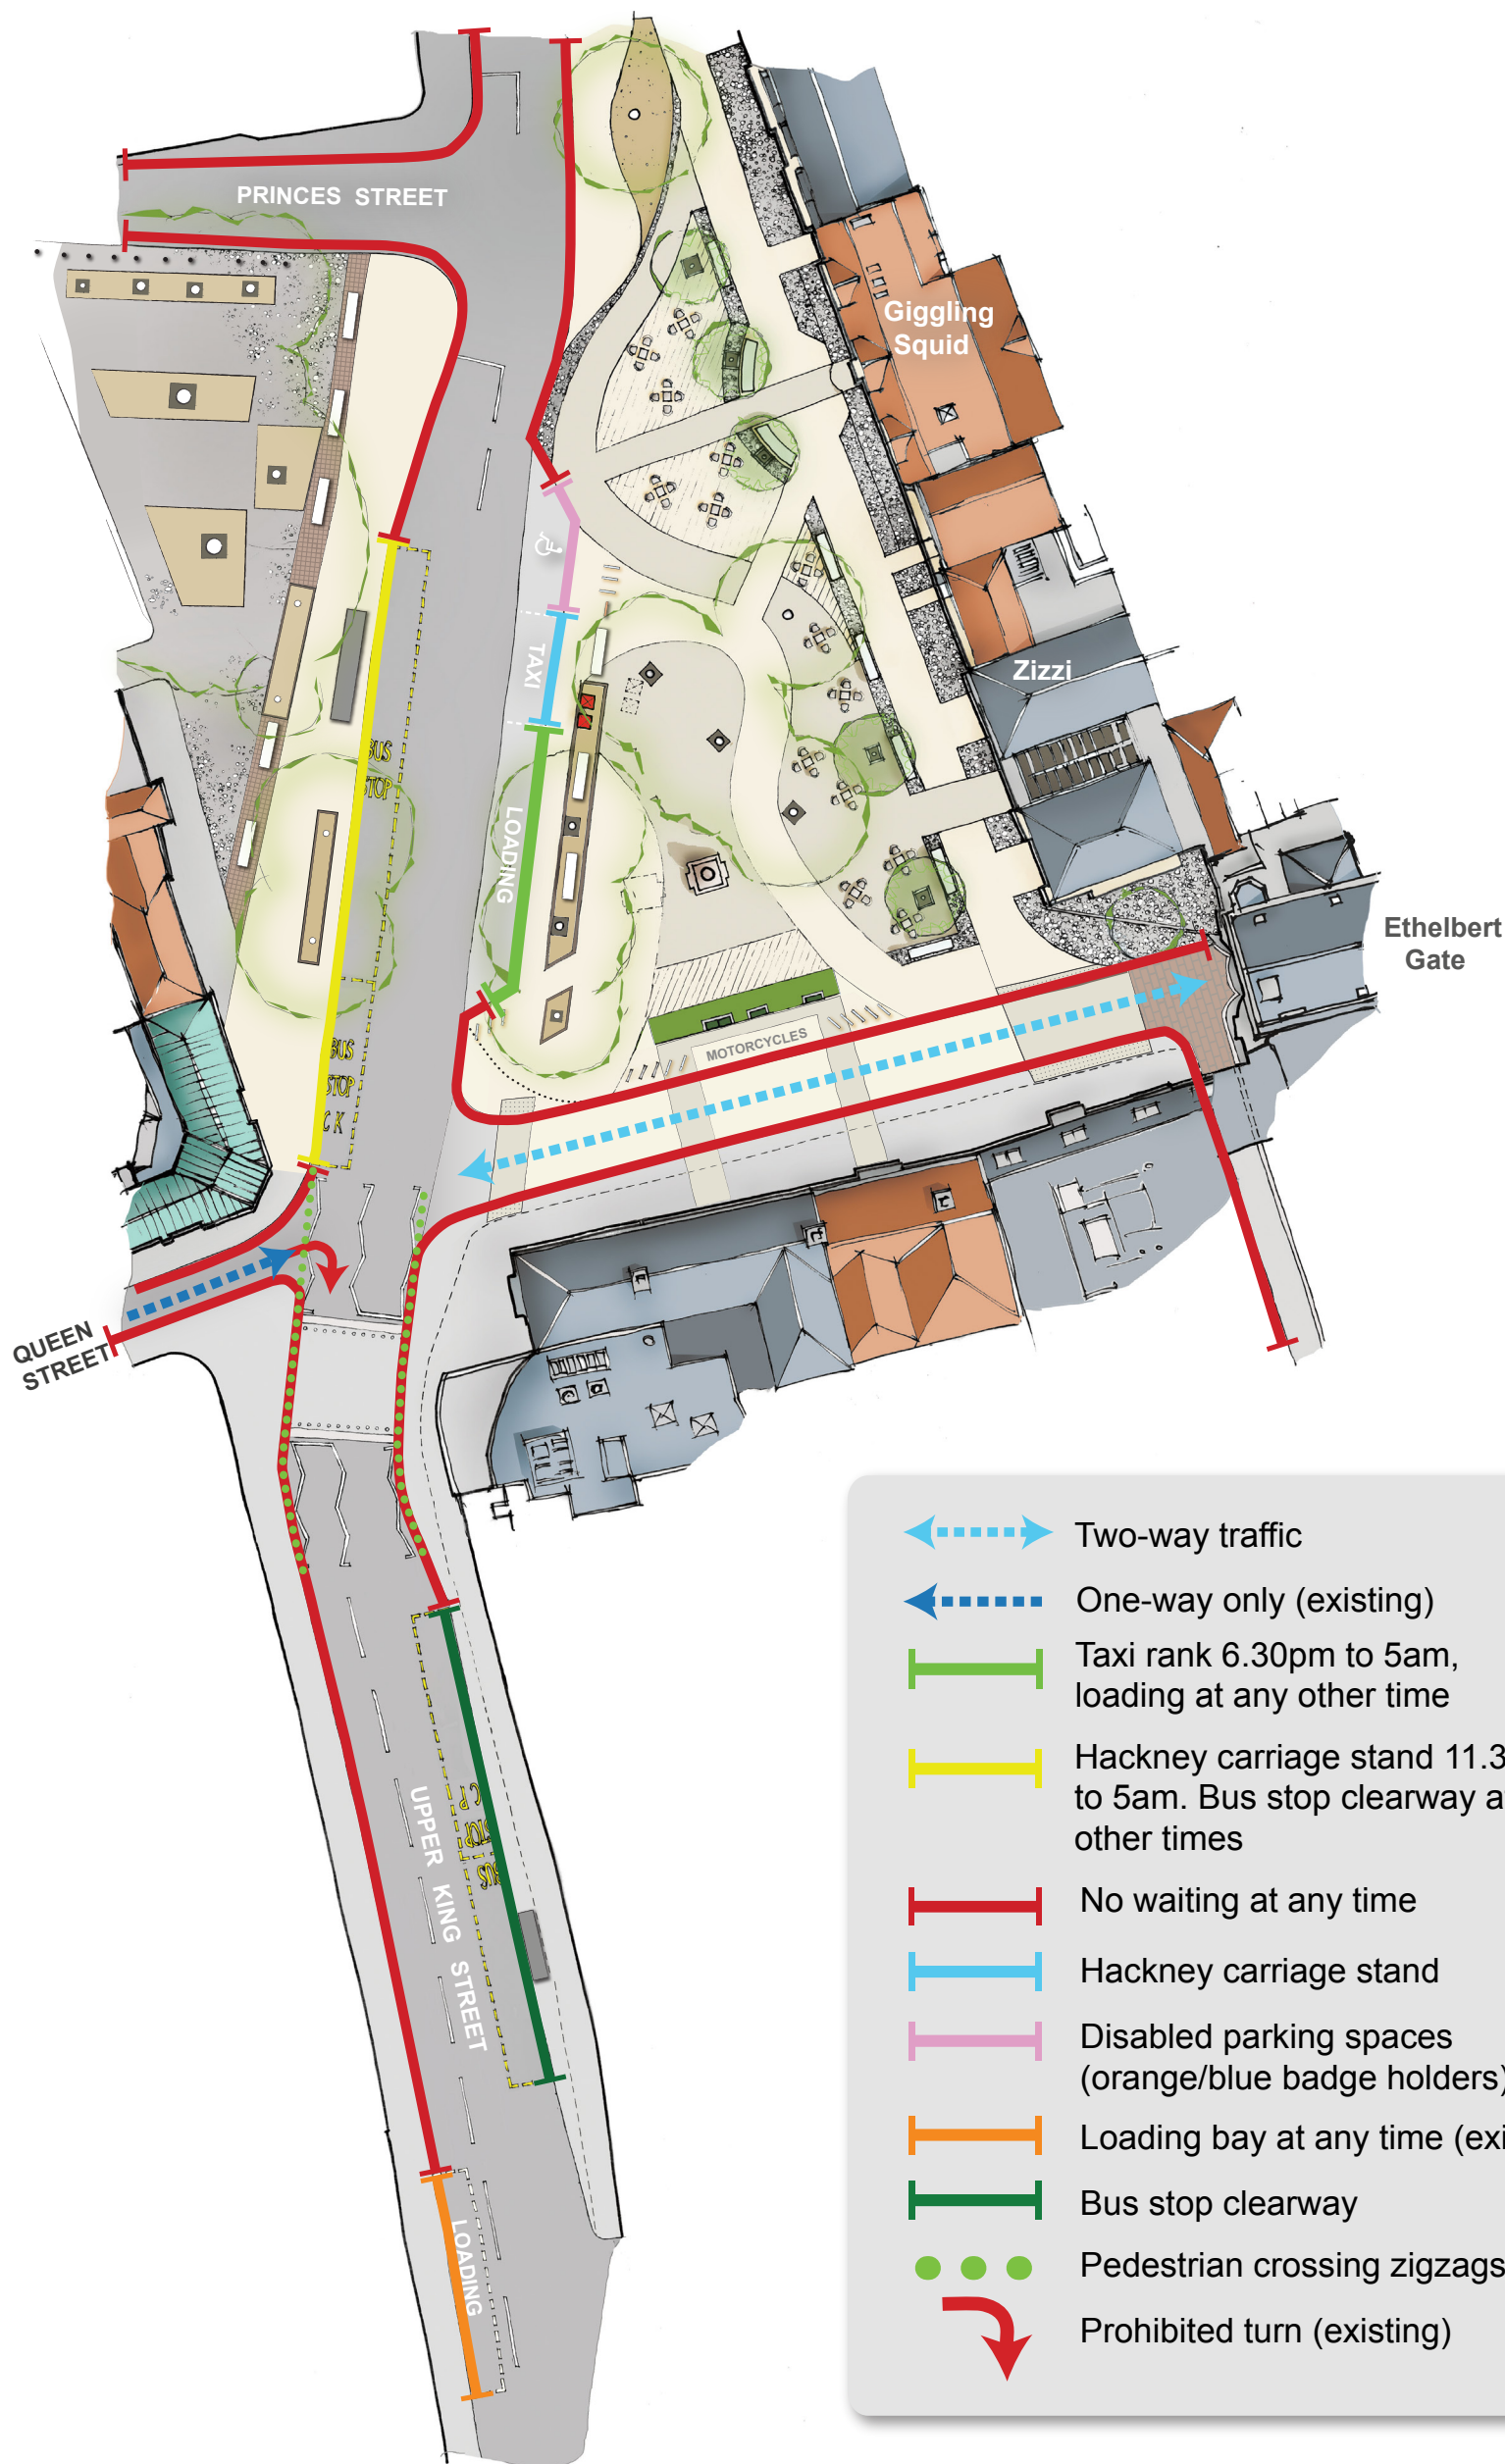 PRINCES STREET
Giggling
Squid
Zizzi
TAXI
BUS
STOP
LOADING
Ethelbert
Gate
MOTORCYCLES
BUS
STOP
QUEEN
STREET
UPPER KING STREET
BUS
STOP
LOADING
Two-way traffic
One-way only (existing)
Taxi rank 6.30pm to 5am,
loading at any other time
Hackney carriage stand 11.3
to 5am. Bus stop clearway a
other times
No waiting at any time
Hackney carriage stand
Disabled parking spaces
(orange/blue badge holders)
Loading bay at any time (exi
Bus stop clearway
Pedestrian crossing zigzags
Prohibited turn (existing)